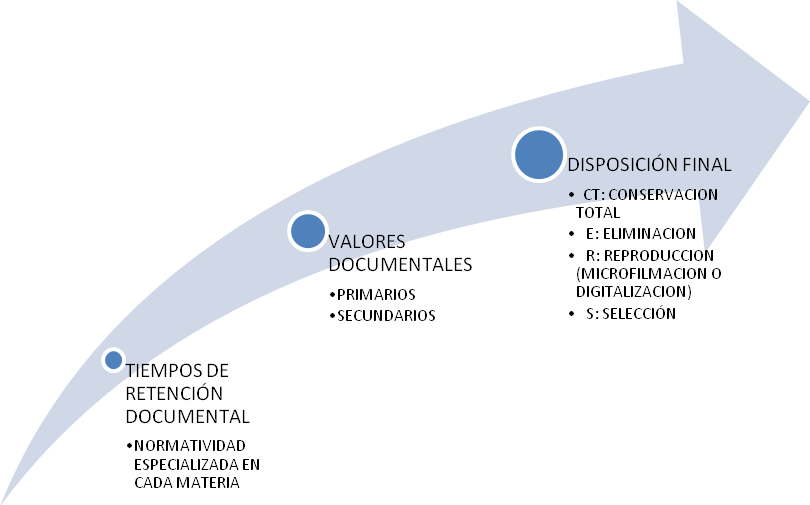 TIEMPOS DE
RETENCIÓN
DOCUMENTAL
•NORMATIVIDAD
ESPECIALIZADA EN
CADA MATERIA
VALORES
DOCUMENTALES
•PRIMARIOS
•SECUNDARIOS
DISPOSICIÓN FINAL
• CT: CONSERVACION
TOTAL
• E: ELIMINACION
• R: REPRODUCCION
(MICROFILMACION O
DIGITALIZACION)
• S: SELECCIÓN